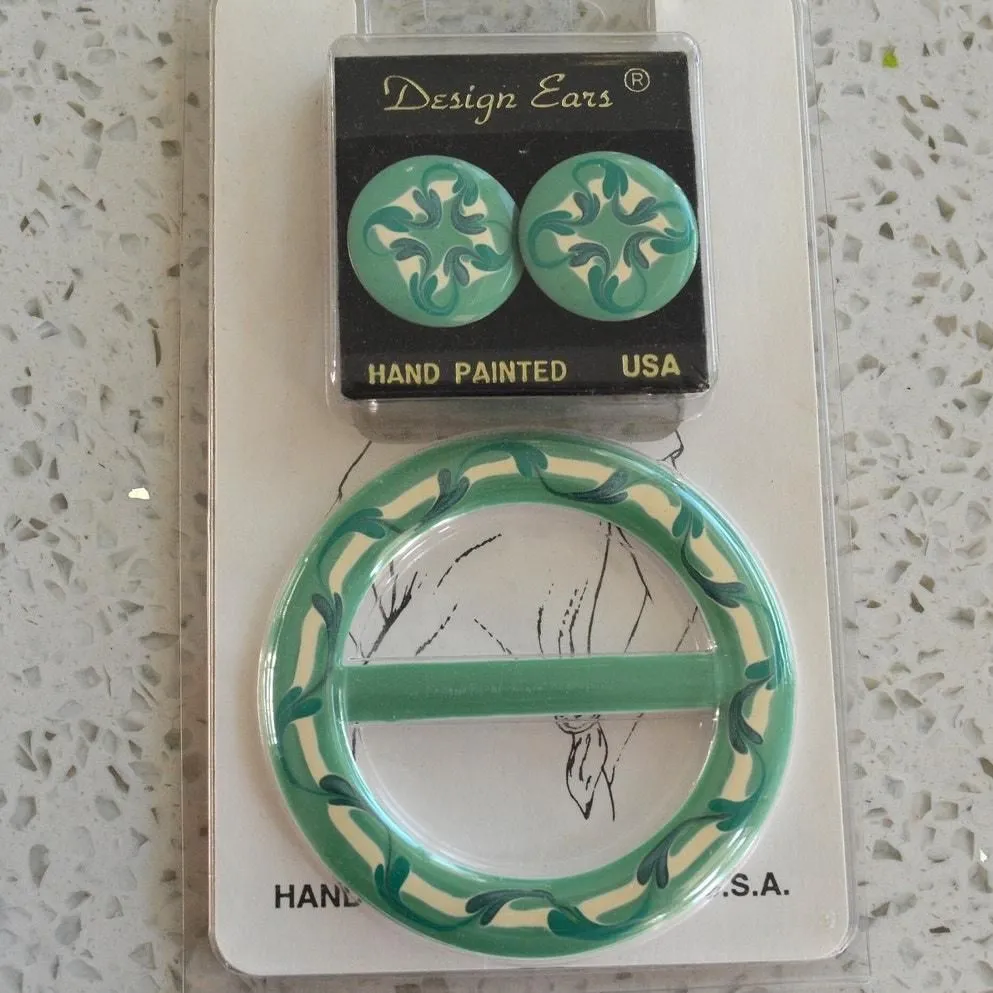 Design Ears ®
HAND PAINTED USA
HAND .S.A.